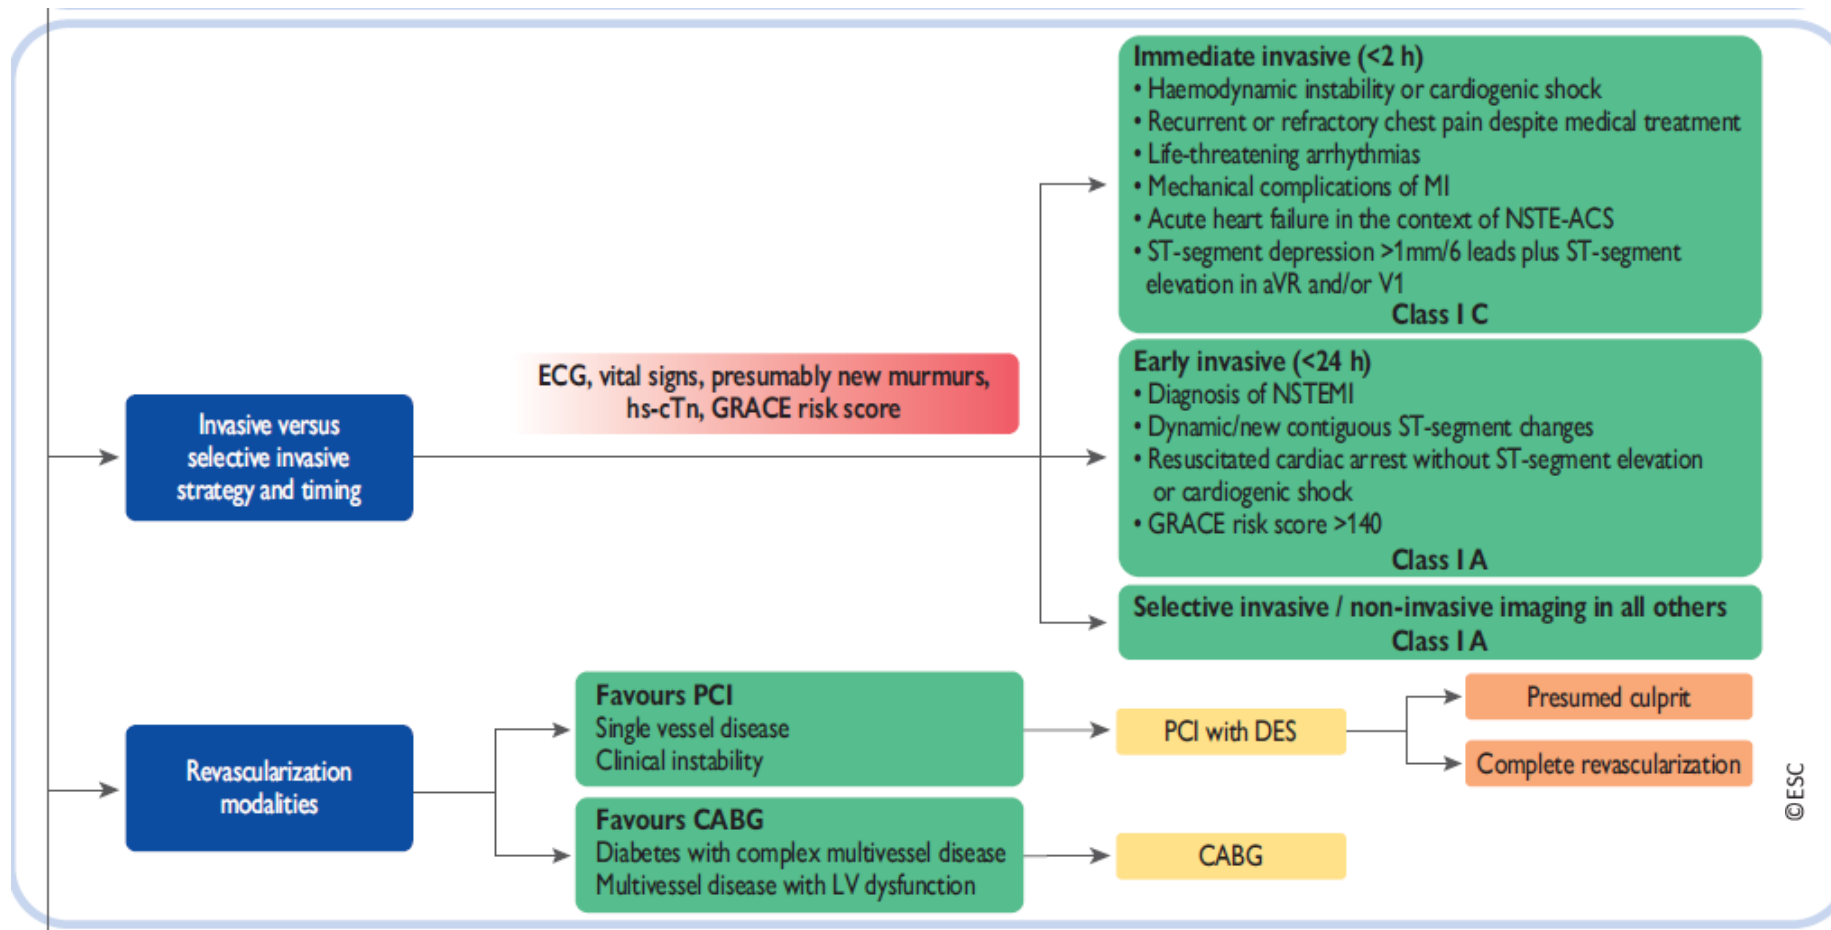 Immediate invasive (<2 h)
• Haemodynamic instability or cardiogenic shock
• Recurrent or refractory chest pain despite medical treatment
• Life-threatening arrhythmias
• Mechanical complications of MI
• Acute heart failure in the context of NSTE-ACS
• ST-segment depression >1mm/6 leads plus ST-segment
elevation in aVR and/or V1
Class I C
ECG, vital signs, presumably new murmurs,
hs-cTn, GRACE risk score
Invasive versus
selective invasive
strategy and timing
Early invasive (<24 h)
• Diagnosis of NSTEMI
• Dynamic/new contiguous ST-segment changes
• Resuscitated cardiac arrest without ST-segment elevation
or cardiogenic shock
• GRACE risk score >140
Class I A
Selective invasive / non-invasive imaging in all others
Class I A
Revascularization
modalities
Favours PCI
Single vessel disease
Clinical instability
PCI with DES
Presumed culprit
Complete revascularization
Favours CABG
Diabetes with complex multivessel disease
Multivessel disease with LV dysfunction
CABG
©ESC